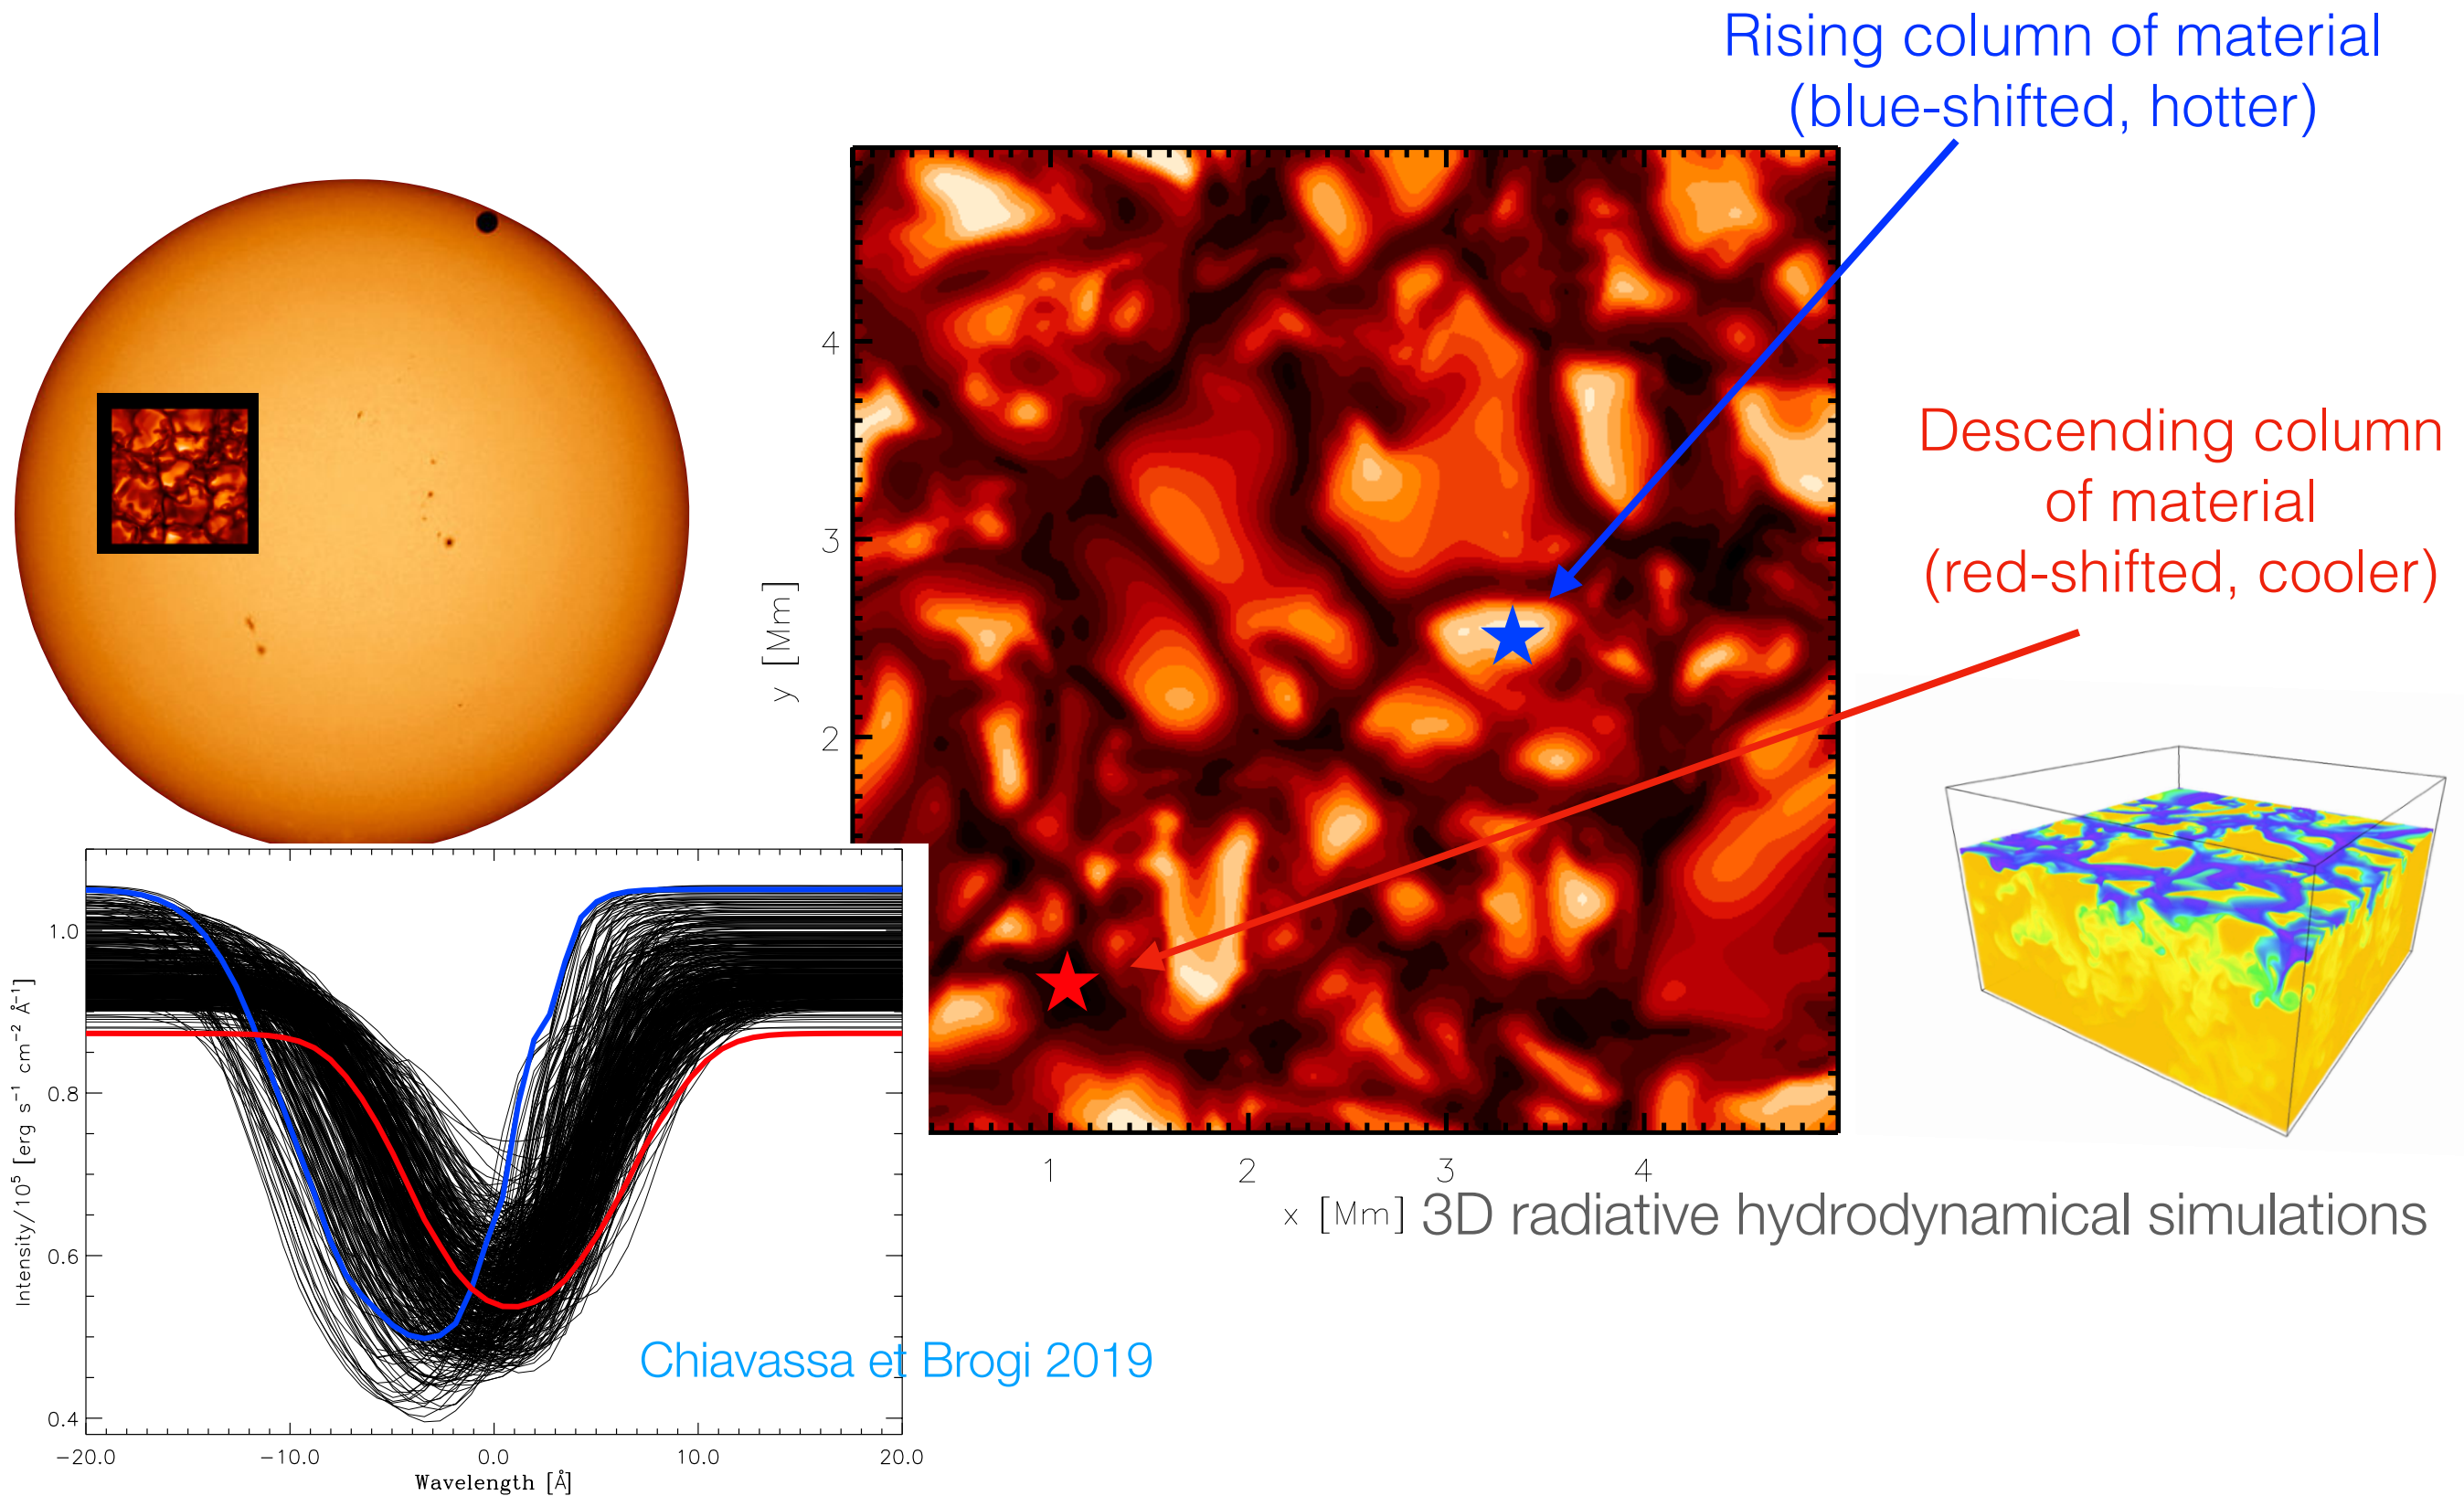 Rising column of material
(blue-shifted, hotter)
Descending column
of material
(red-shifted, cooler)
4
3
2
y [Mm]
1
2
3
4
x [Mm]
3D radiative hydrodynamical simulations
1.0
0.8
0.6
0.4
Intensity/10⁵ [erg s⁻¹ cm⁻² Å⁻¹]
−20.0
−10.0
0.0
10.0
20.0
Wavelength [Å]
Chiavassa et Brogi 2019